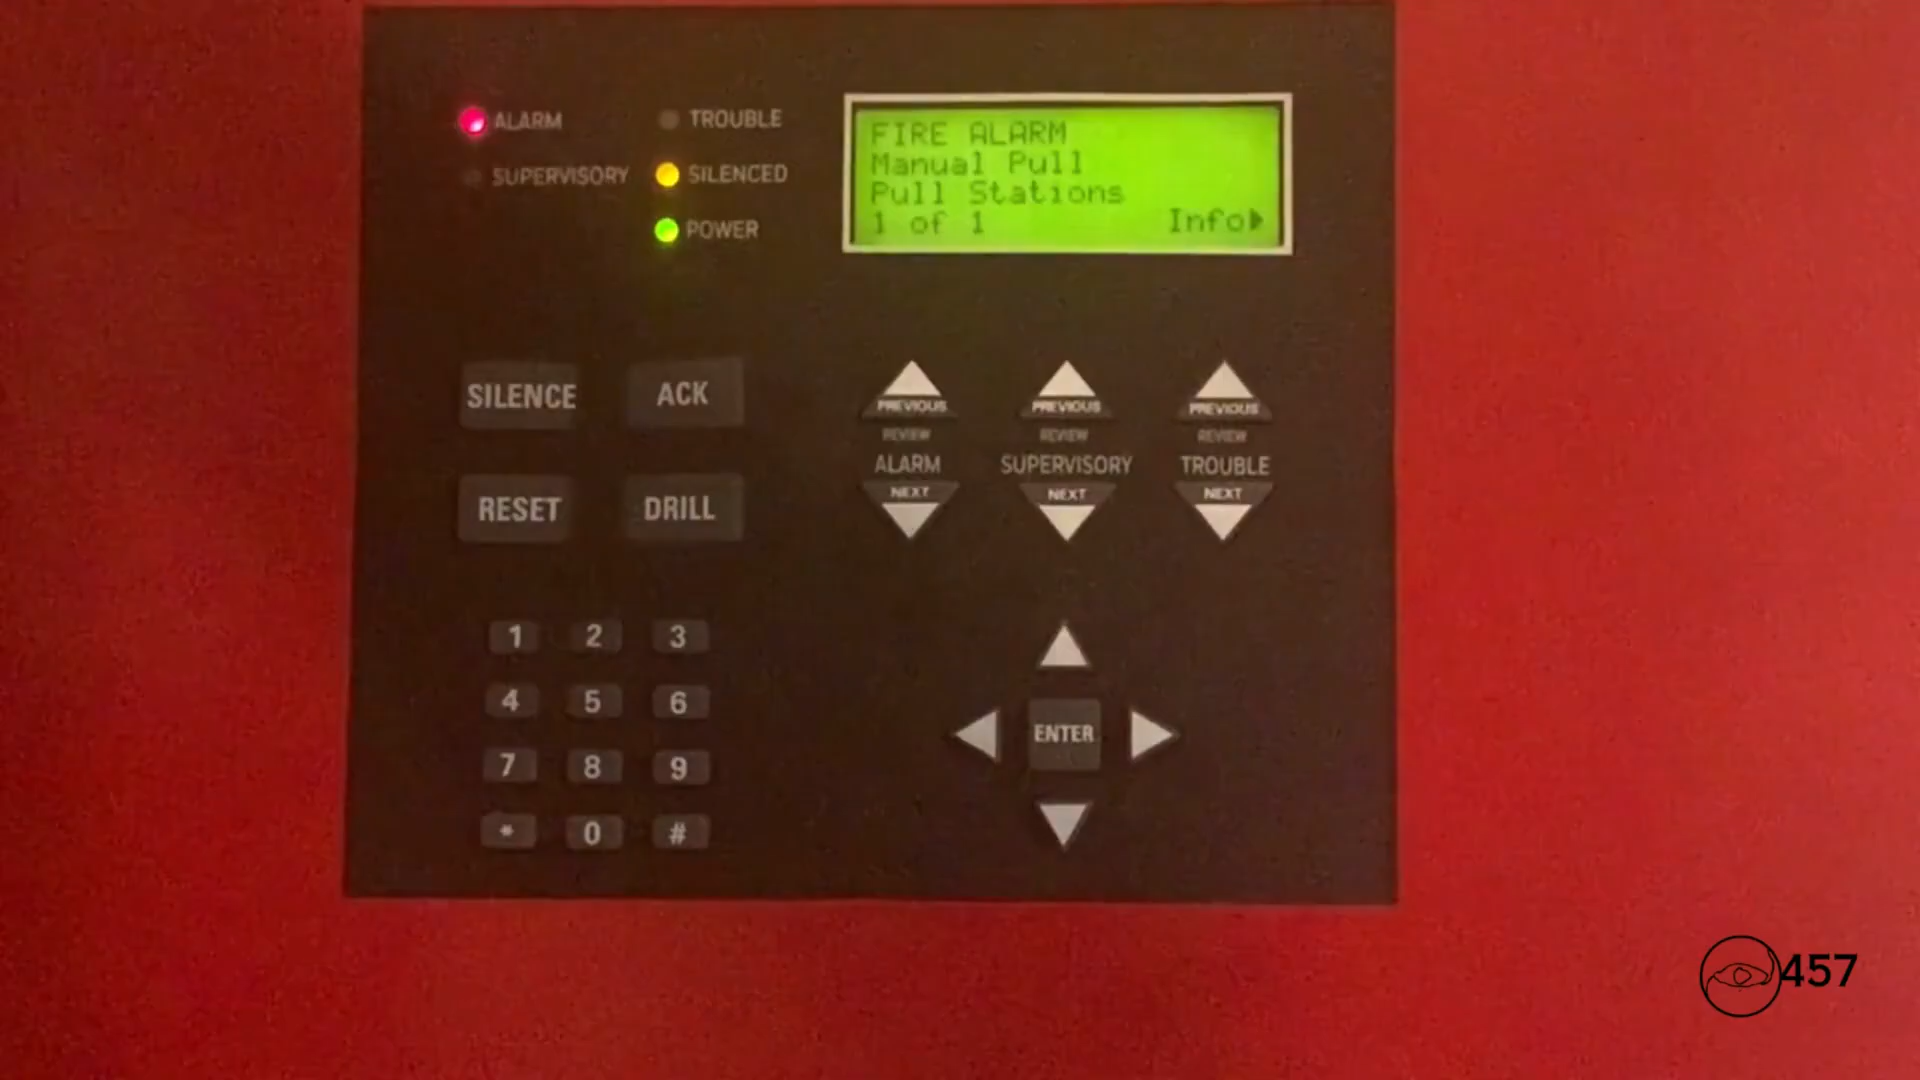 ALARM
TROUBLE
SUPERVISORY
SILENCED
POWER
FIRE ALARM
Manual Pull
Pull Stations
1 of 1 Info
SILENCE
ACK
RESET
DRILL
PREVIOUS
REVIEW
ALARM
NEXT
PREVIOUS
REVIEW
SUPERVISORY
NEXT
PREVIOUS
REVIEW
TROUBLE
NEXT
1 2 3
4 5 6
7 8 9
* 0 #
ENTER
457